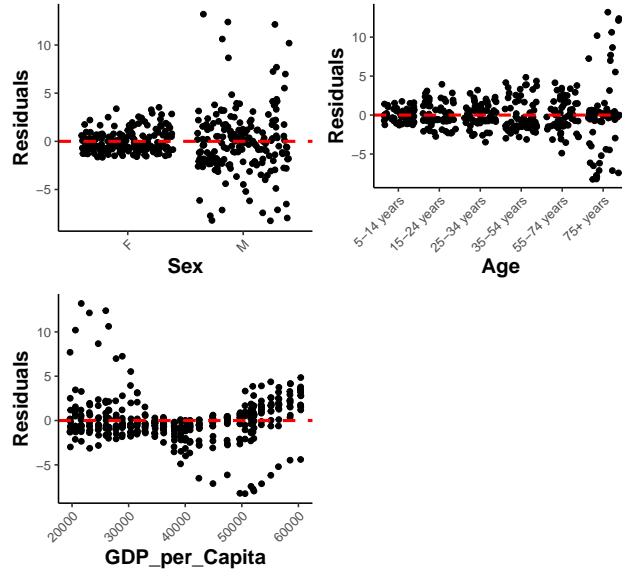 Residuals
10
5
0
−5
F
M
Sex
Residuals
10
5
0
−5
5−14 years
15−24 years
25−34 years
35−54 years
55−74 years
75+ years
Age
Residuals
10
5
0
−5
20000
30000
40000
50000
60000
GDP_per_Capita